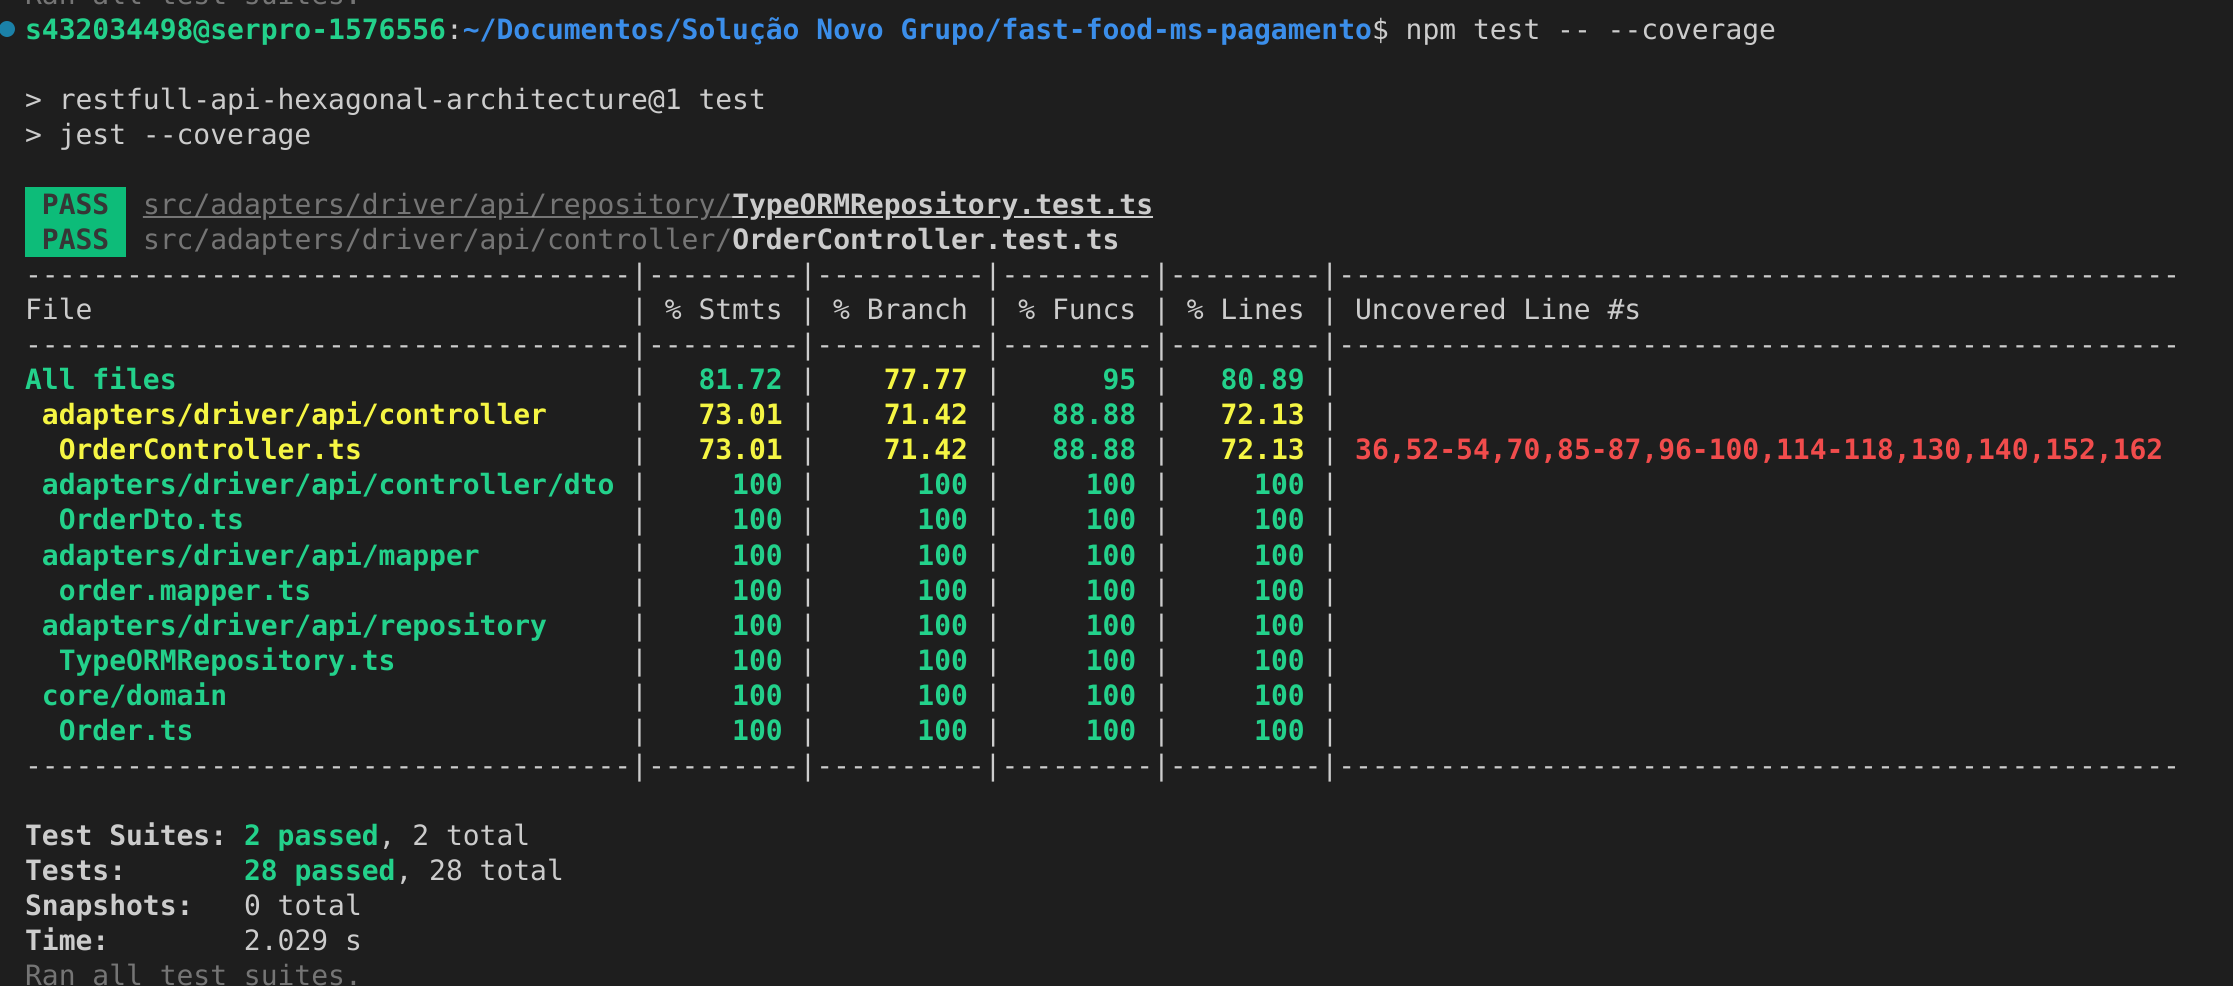 Ran all test suites.
s432034498@serpro-1576556:~/Documentos/Solução Novo Grupo/fast-food-ms-pagamento$ npm test -- --coverage
> restfull-api-hexagonal-architecture@1 test
> jest --coverage
PASS src/adapters/driver/api/repository/TypeORMRepository.test.ts
PASS src/adapters/driver/api/controller/OrderController.test.ts
------------------------------------|---------|----------|---------|---------|--------------------------------------------------
File | % Stmts | % Branch | % Funcs | % Lines | Uncovered Line #s
------------------------------------|---------|----------|---------|---------|--------------------------------------------------
All files | 81.72 | 77.77 | 95 | 80.89 |
adapters/driver/api/controller | 73.01 | 71.42 | 88.88 | 72.13 |
OrderController.ts | 73.01 | 71.42 | 88.88 | 72.13 | 36,52-54,70,85-87,96-100,114-118,130,140,152,162
adapters/driver/api/controller/dto | 100 | 100 | 100 | 100 |
OrderDto.ts | 100 | 100 | 100 | 100 |
adapters/driver/api/mapper | 100 | 100 | 100 | 100 |
order.mapper.ts | 100 | 100 | 100 | 100 |
adapters/driver/api/repository | 100 | 100 | 100 | 100 |
TypeORMRepository.ts | 100 | 100 | 100 | 100 |
core/domain | 100 | 100 | 100 | 100 |
Order.ts | 100 | 100 | 100 | 100 |
------------------------------------|---------|----------|---------|---------|--------------------------------------------------
Test Suites: 2 passed, 2 total
Tests: 28 passed, 28 total
Snapshots: 0 total
Time: 2.029 s
Ran all test suites.